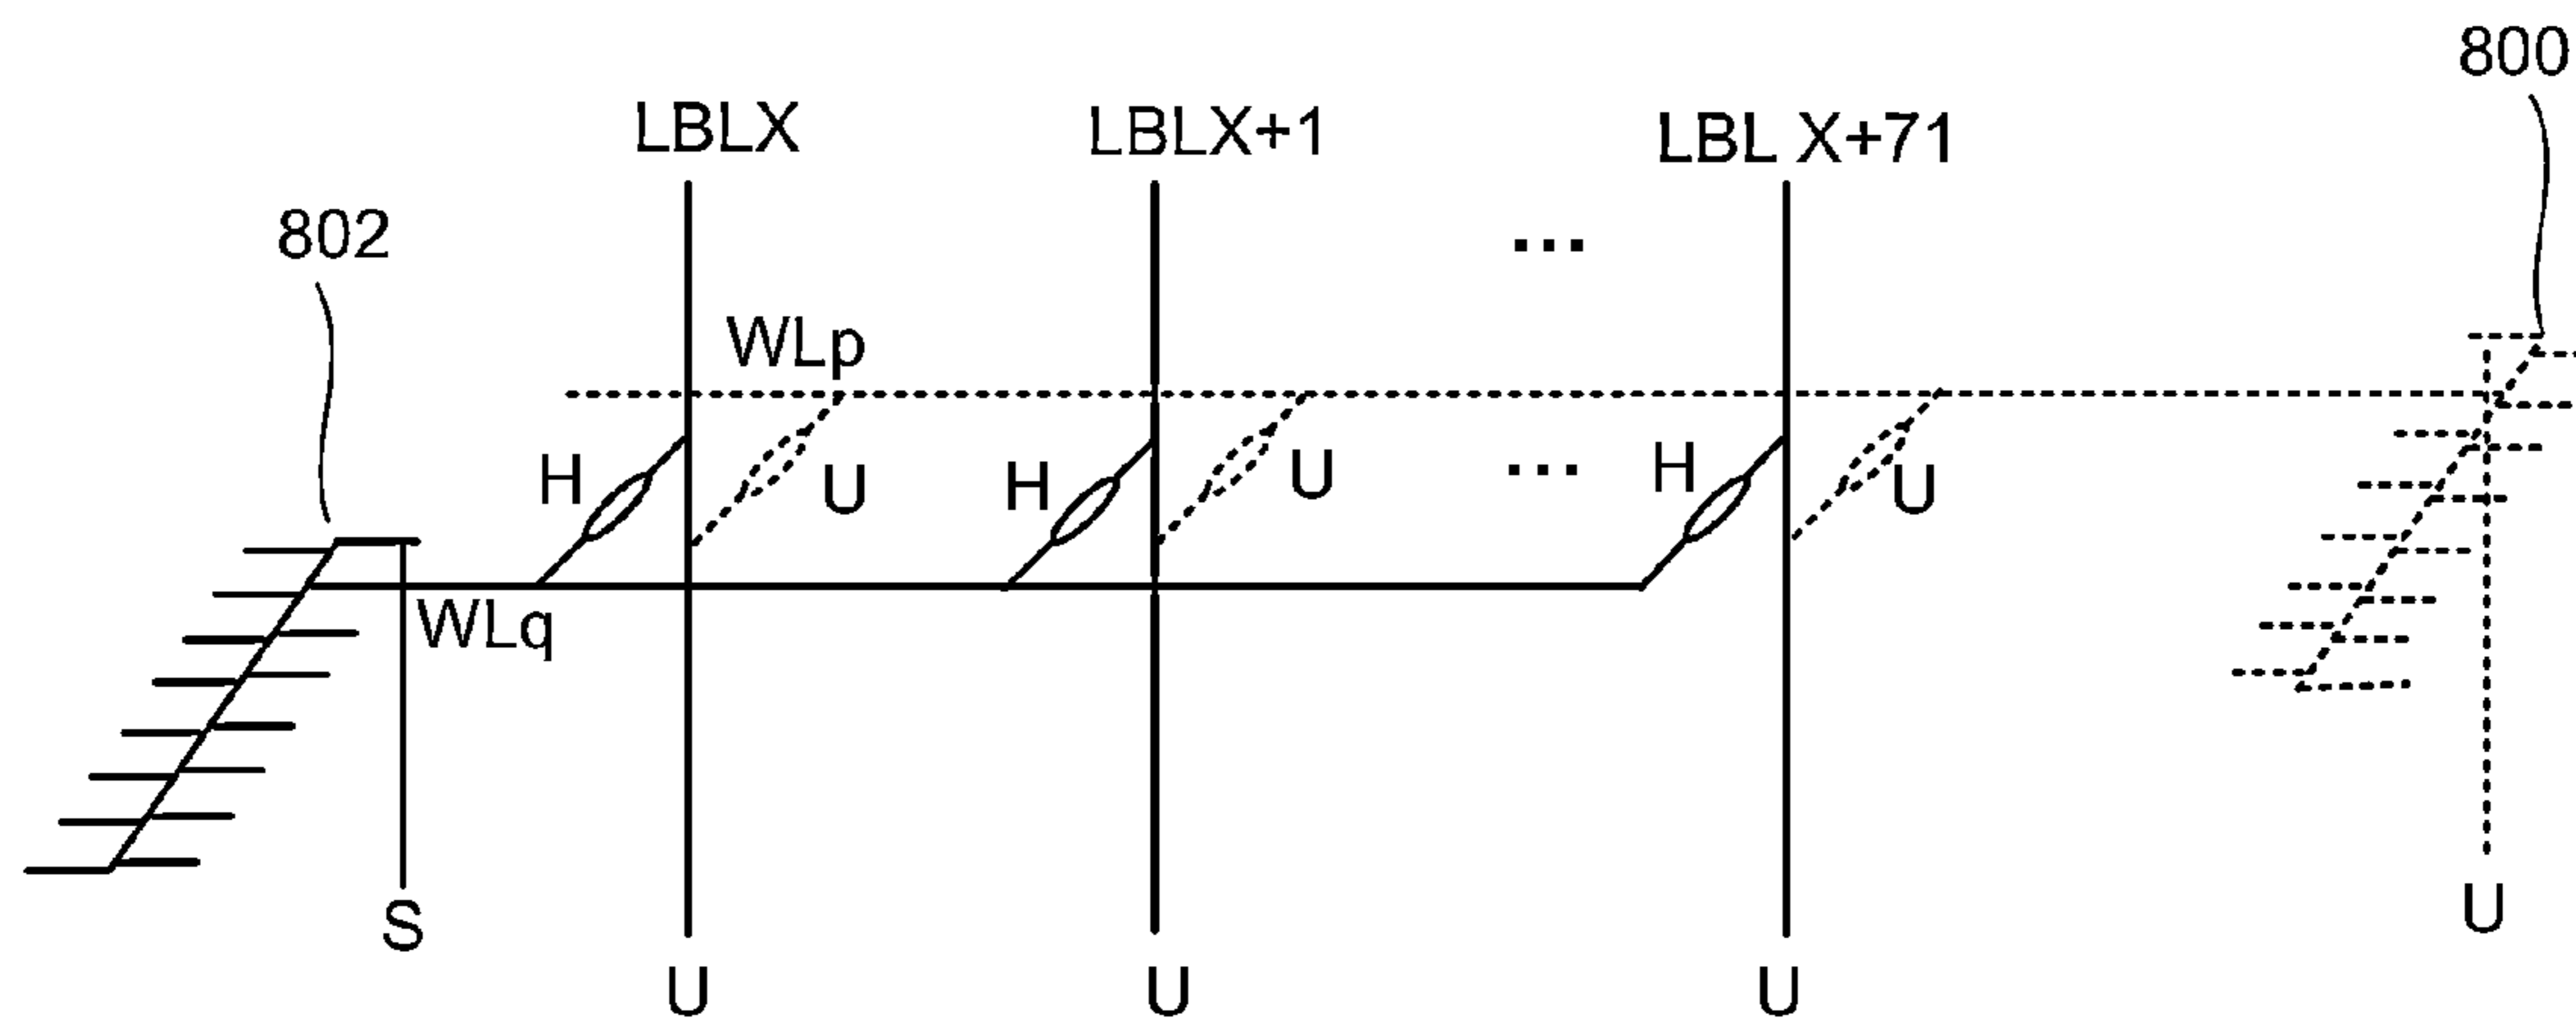 800
LBLX LBLX+1 LBL X+71
802
...
WLp
H U H U ... H U
WLq
S U
U U U